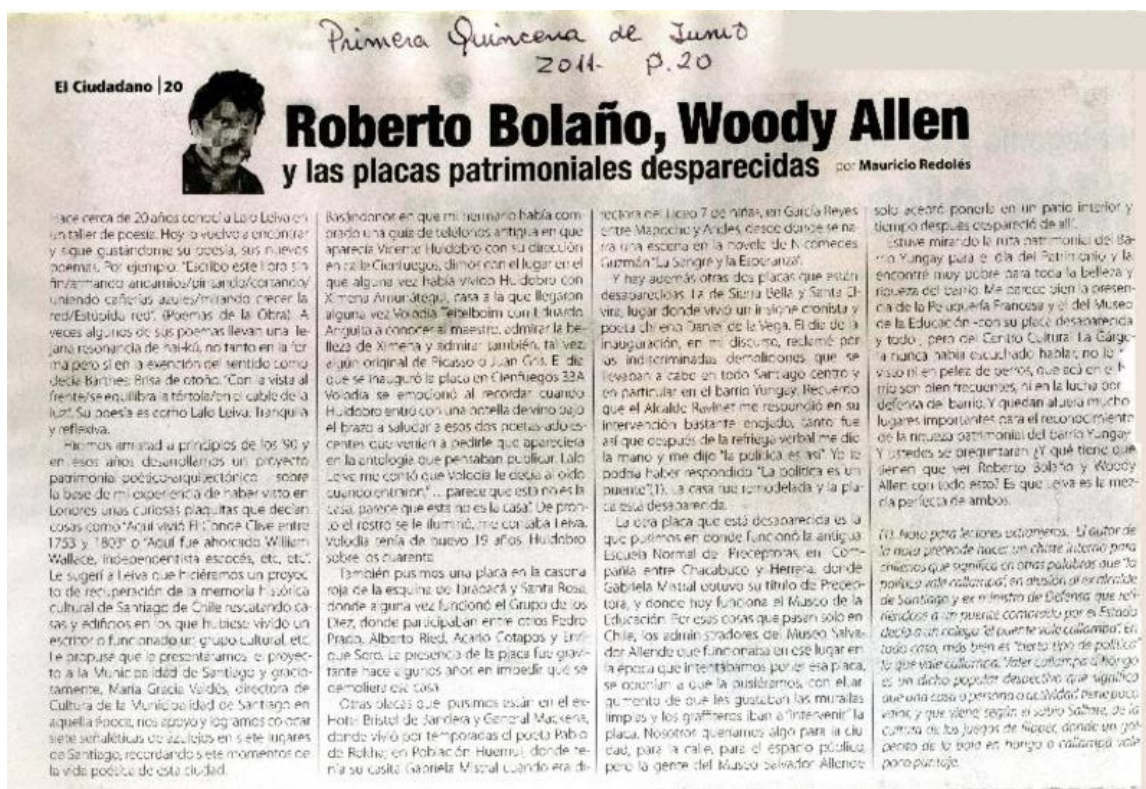 Primera Quincena de Junio
2011- p.20
El Ciudadano | 20
Roberto Bolaño, Woody Allen
y las placas patrimoniales desparecidas por Mauricio Redolés
Hace cerca de 20 años conocí a Lalo Leiva en
un taller de poesía. Hoy lo vuelvo a encontrar
y sigue gustándome su poesía, sus nuevos
poemas. Por ejemplo: "Escribo este libro sin
fin/armando andamios/pintando/cortando/
uniendo cañerías azules/mirando crecer la
red/Estúpida red". (Poemas de la Obra). A
veces algunos de sus poemas llevan una le-
jana resonancia de hai-kú, no tanto en la for-
ma pero sí en la exención del sentido como
decía Barthes: Brisa de otoño. "Con la vista al
frente/se equilibra la tórtola/en el cable de la
luz". Su poesía es como Lalo Leiva. Tranquila
y reflexiva.
Hicimos amistad a principios de los '90 y
en esos años desarrollamos un proyecto
patrimonial poético-arquitectónico sobre
la base de mi experiencia de haber visto en
Londres unas curiosas plaquitas que decían
cosas como "Aquí vivió El Conde Clive entre
1753 y 1803" o "Aquí fue ahorcado William
Wallace, independentista escocés, etc, etc".
Le sugerí a Leiva que hiciéramos un proyec-
to de recuperación de la memoria histórica
cultural de Santiago de Chile rescatando ca-
sas y edificios en los que hubiese vivido un
escritor o funcionado un grupo cultural, etc.
Le propuse que le presentáramos el proyec-
to a la Municipalidad de Santiago y gracio-
samente, María Gracia Valdés, directora de
Cultura de la Municipalidad de Santiago en
aquella época, nos apoyó y logramos colocar
siete señaléticas de azulejos en siete lugares
de Santiago, recordando siete momentos de
la vida poética de esta ciudad.
Basándonos en que mi hermano había com-
prado una guía de teléfonos antigua en que
aparecía Vicente Huidobro con su dirección
en calle Cienfuegos, dimos con el lugar en el
que alguna vez había vivido Huidobro con
Ximena Amunátegui, casa a la que llegaron
alguna vez Volodia Teitelboim con Eduardo
Anguita a conocer al maestro, admirar la be-
lleza de Ximena y admirar también, tal vez,
algún original de Picasso o Juan Gris. El día
que se inauguró la placa en Cienfuegos 33A
Volodia se emocionó al recordar cuando
Huidobro entró con una botella de vino bajo
el brazo a saludar a esos dos poetas adoles-
centes que venían a pedirle que apareciera
en la antología que pensaban publicar. Lalo
Leiva me contó que Volodia le decía al oído
cuando entraron, "... parece que esta no es la
casa, parece que esta no es la casa". De pron-
to el rostro se le iluminó, me contaba Leiva.
Volodia tenía de nuevo 19 años. Huidobro
sobre los cuarenta.
También pusimos una placa en la casona
roja de la esquina de Tarapacá y Santa Rosa,
donde alguna vez funcionó el Grupo de los
Diez, donde participaban entre otros Pedro
Prado, Alberto Ried, Acario Cotapos y Enri-
que Soro. La presencia de la placa fue gravi-
tante hace algunos años en impedir que se
demoliera esa casa.
Otras placas que pusimos están en el ex-
Hotel Bristol de Bandera y General Mackena,
donde vivió por temporadas el poeta Pablo
de Rokha; en Población Huemul, donde te-
nía su casita Gabriela Mistral cuando era di-
rectora del Liceo 7 de niñas, en García Reyes
entre Mapocho y Andes, desde donde se na-
rra una escena en la novela de Nicomedes
Guzmán "La Sangre y la Esperanza".
Y hay además otras dos placas que están
desaparecidas. La de Sierra Bella y Santa El-
vira, lugar donde vivió un insigne cronista y
poeta chileno Daniel de la Vega. El día de la
inauguración, en mi discurso, reclamé por
las indiscriminadas demoliciones que se
llevaban a cabo en todo Santiago centro y
en particular en el barrio Yungay. Recuerdo
que el Alcalde Ravinet me respondió en su
intervención bastante enojado, tanto fue
así que después de la refriega verbal me dio
la mano y me dijo "la política es así". Yo le
podría haber respondido "La política es un
puente"(1). La casa fue remodelada y la pla-
ca está desaparecida.
La otra placa que está desaparecida es la
que pusimos en donde funcionó la antigua
Escuela Normal de Preceptoras en Com-
pañía entre Chacabuco y Herrera, donde
Gabriela Mistral obtuvo su título de Precep-
tora, y donde hoy funciona el Museo de la
Educación. Por esas cosas que pasan sólo en
Chile, los administradores del Museo Salva-
dor Allende que funcionaba en ese lugar en
la época que intentábamos poner esa placa,
se oponían a que la pusiéramos, con el ar-
gumento de que les gustaban las murallas
limpias y los graffiteros iban a "intervenir" la
placa. Nosotros queríamos algo para la ciu-
dad, para la calle, para el espacio público,
pero la gente del Museo Salvador Allende
solo aceptó ponerla en un patio interior y
tiempo después desapareció de allí.
Estuve mirando la ruta patrimonial del Ba-
rrio Yungay para el día del Patrimonio y la
encontré muy pobre para toda la belleza y
riqueza del barrio. Me parece bien la presen-
cia de la Peluquería Francesa y el del Museo
de la Educación -con su placa desaparecida
y todo-, pero del Centro Cultural La Gárgo-
la nunca había escuchado hablar, no lo
visto ni en pelea de perros, que acá en el
rrio son bien frecuentes, ni en la lucha por
defensa del barrio. Y quedan afuera mucho
lugares importantes para el reconocimiento
de la riqueza patrimonial del barrio Yungay.
Y ustedes se preguntarán ¿Y qué tiene que
tienen que ver Roberto Bolaño y Woody
Allen con todo esto? Es que Leiva es la mez-
cla perfecta de ambos.
(1). Nota para lectores extranjeros.- El autor de
la nota pretende hacer un chiste interno para
chilenos que significa en otras palabras que "la
política vale callampa", en alusión al ex alcalde
de Santiago y ex ministro de Defensa que refi-
riéndose a un puente comprado por el Estado
decía a un colega "el puente vale callampa". En
todo caso, más bien es "cierto tipo de política"
la que vale callampa. Valer callampa u hongo
es un dicho popular despectivo que significa
que una cosa o persona o actividad tiene poco
valor, y que viene según el sabio Salfate, de la
cultura de los juegos de flipper, donde un gol-
pecito de la bola en hongo o callampa vale
poco puntaje.